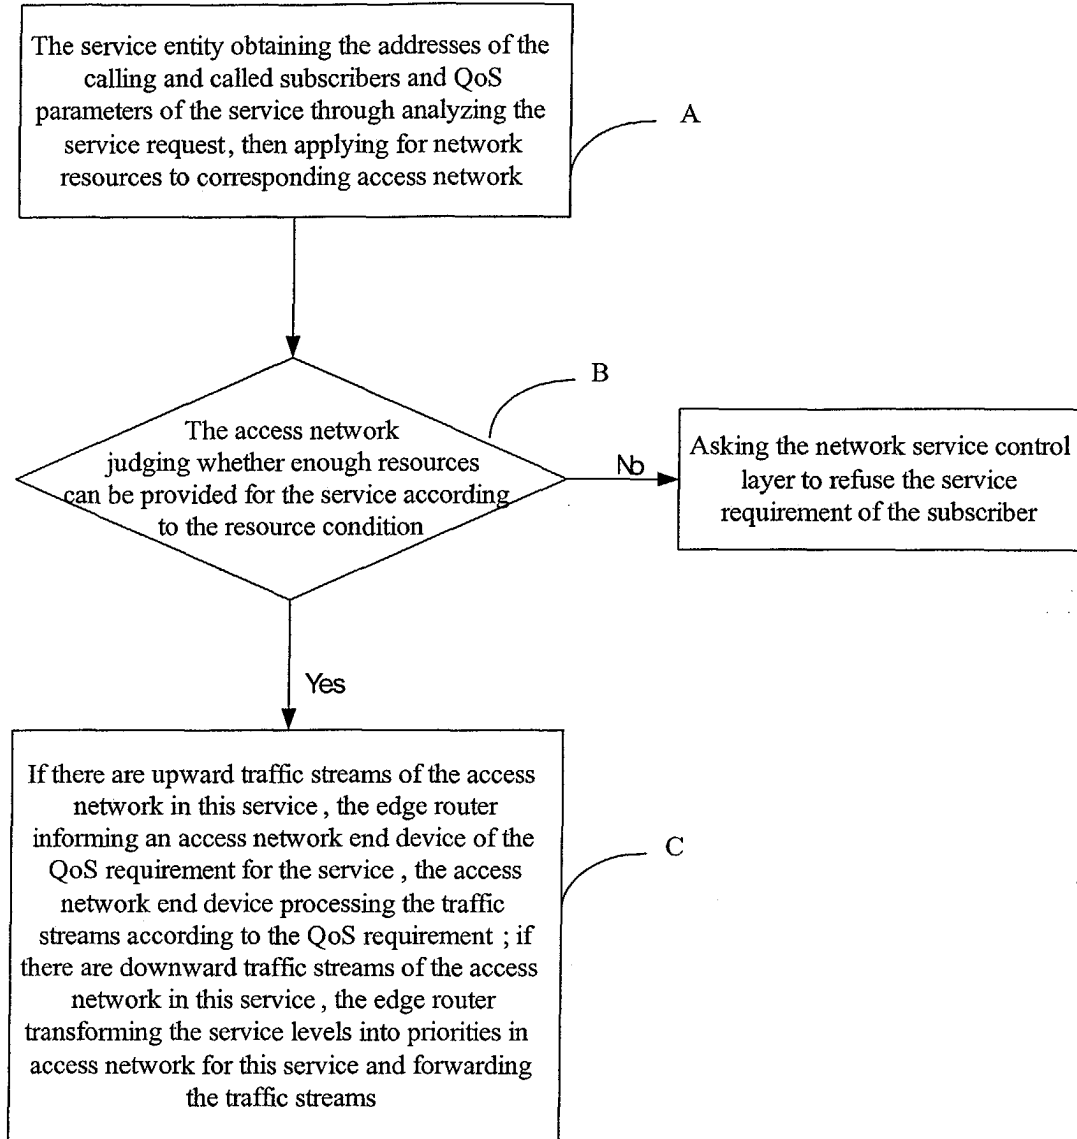 The service entity obtaining the addresses of the
calling and called subscribers and QoS
parameters of the service through analyzing the
service request, then applying for network
resources to corresponding access network
A
B
The access network
judging whether enough resources
can be provided for the service according
to the resource condition
No
Asking the network service control
layer to refuse the service
requirement of the subscriber
Yes
If there are upward traffic streams of the access
network in this service , the edge router
informing an access network end device of the
QoS requirement for the service , the access
network end device processing the traffic
streams according to the QoS requirement ; if
there are downward traffic streams of the access
network in this service , the edge router
transforming the service levels into priorities in
access network for this service and forwarding
the traffic streams
C